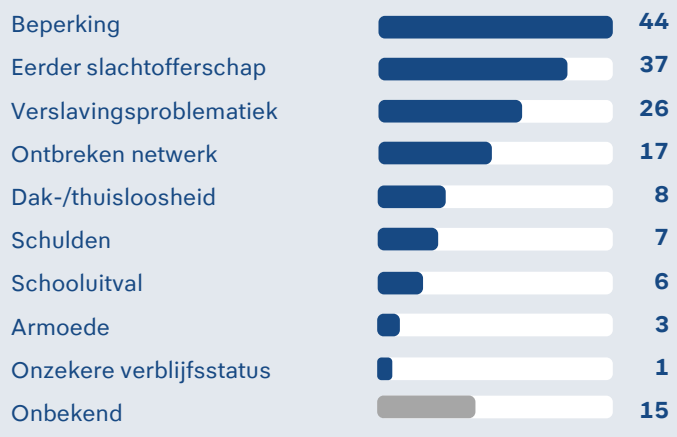 Beperking 44
Eerder slachtofferschap 37
Verslavingsproblematiek 26
Ontbreken netwerk 17
Dak-/thuisloosheid 8
Schulden 7
Schooluitval 6
Armoede 3
Onzekere verblijfsstatus 1
Onbekend 15